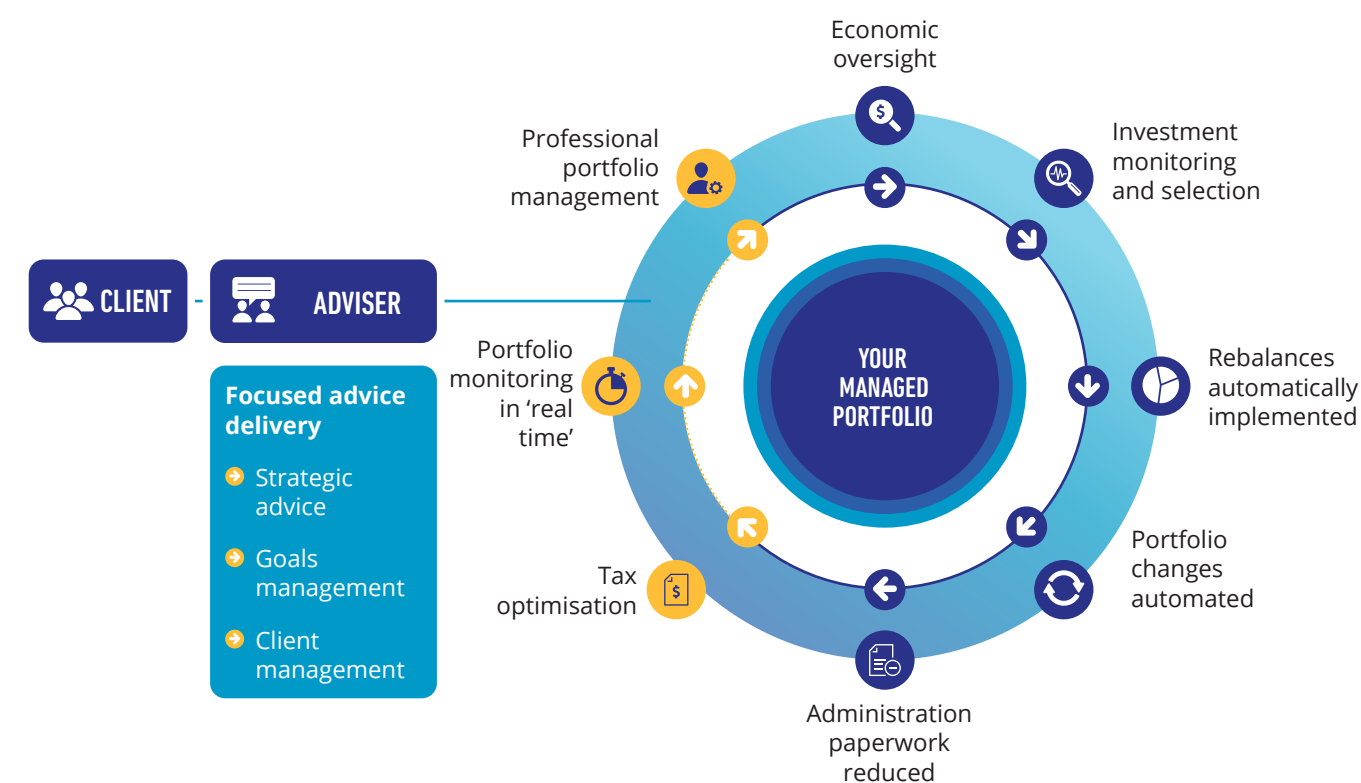 Economic
oversight
Professional
portfolio
management
Investment
monitoring
and selection
CLIENT
ADVISER
YOUR
MANAGED
PORTFOLIO
Portfolio
monitoring
in ‘real
time’
Rebalances
automatically
implemented
Focused advice
delivery
Strategic
advice
Goals
management
Client
management
Tax
optimisation
Portfolio
changes
automated
Administration
paperwork
reduced